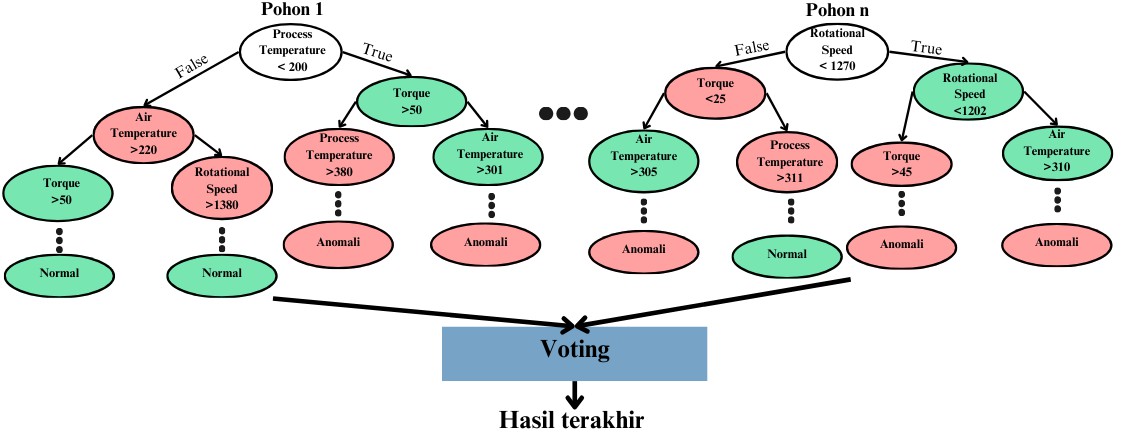 Pohon 1
Pohon n
Process
Temperature
< 200
Rotational
Speed
< 1270
False
True
False
True
Air
Temperature
>220
Torque
>50
Torque
<25
Rotational
Speed
<1202
Torque
>50
Rotational
Speed
>1380
Process
Temperature
>380
Air
Temperature
>301
Air
Temperature
>305
Process
Temperature
>311
Torque
>45
Air
Temperature
>310
Normal
Normal
Anomali
Anomali
Anomali
Normal
Anomali
Anomali
Voting
Hasil terakhir